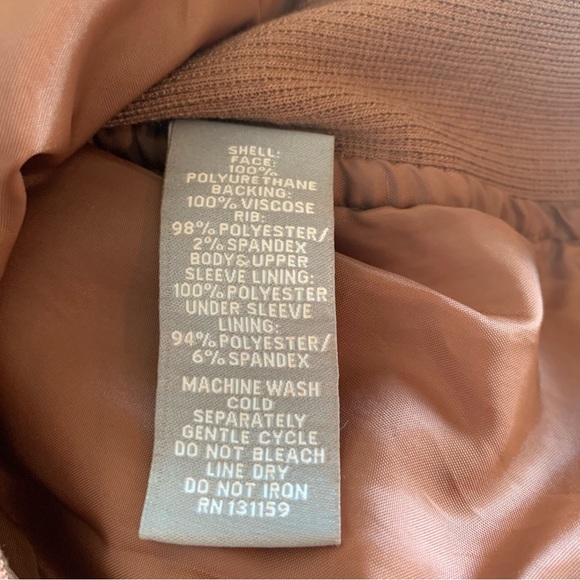 SHELL:
FACE: 100%
POLYURETHANE
BACKING:
100% VISCOSE
RIB:
98% POLYESTER/
2% SPANDEX
BODY&UPPER
SLEEVE LINING:
100% POLYESTER
UNDER SLEEVE
LINING:
94% POLYESTER/
6% SPANDEX
MACHINE WASH
COLD
SEPARATELY
GENTLE CYCLE
DO NOT BLEACH
LINE DRY
DO NOT IRON
RN 131159